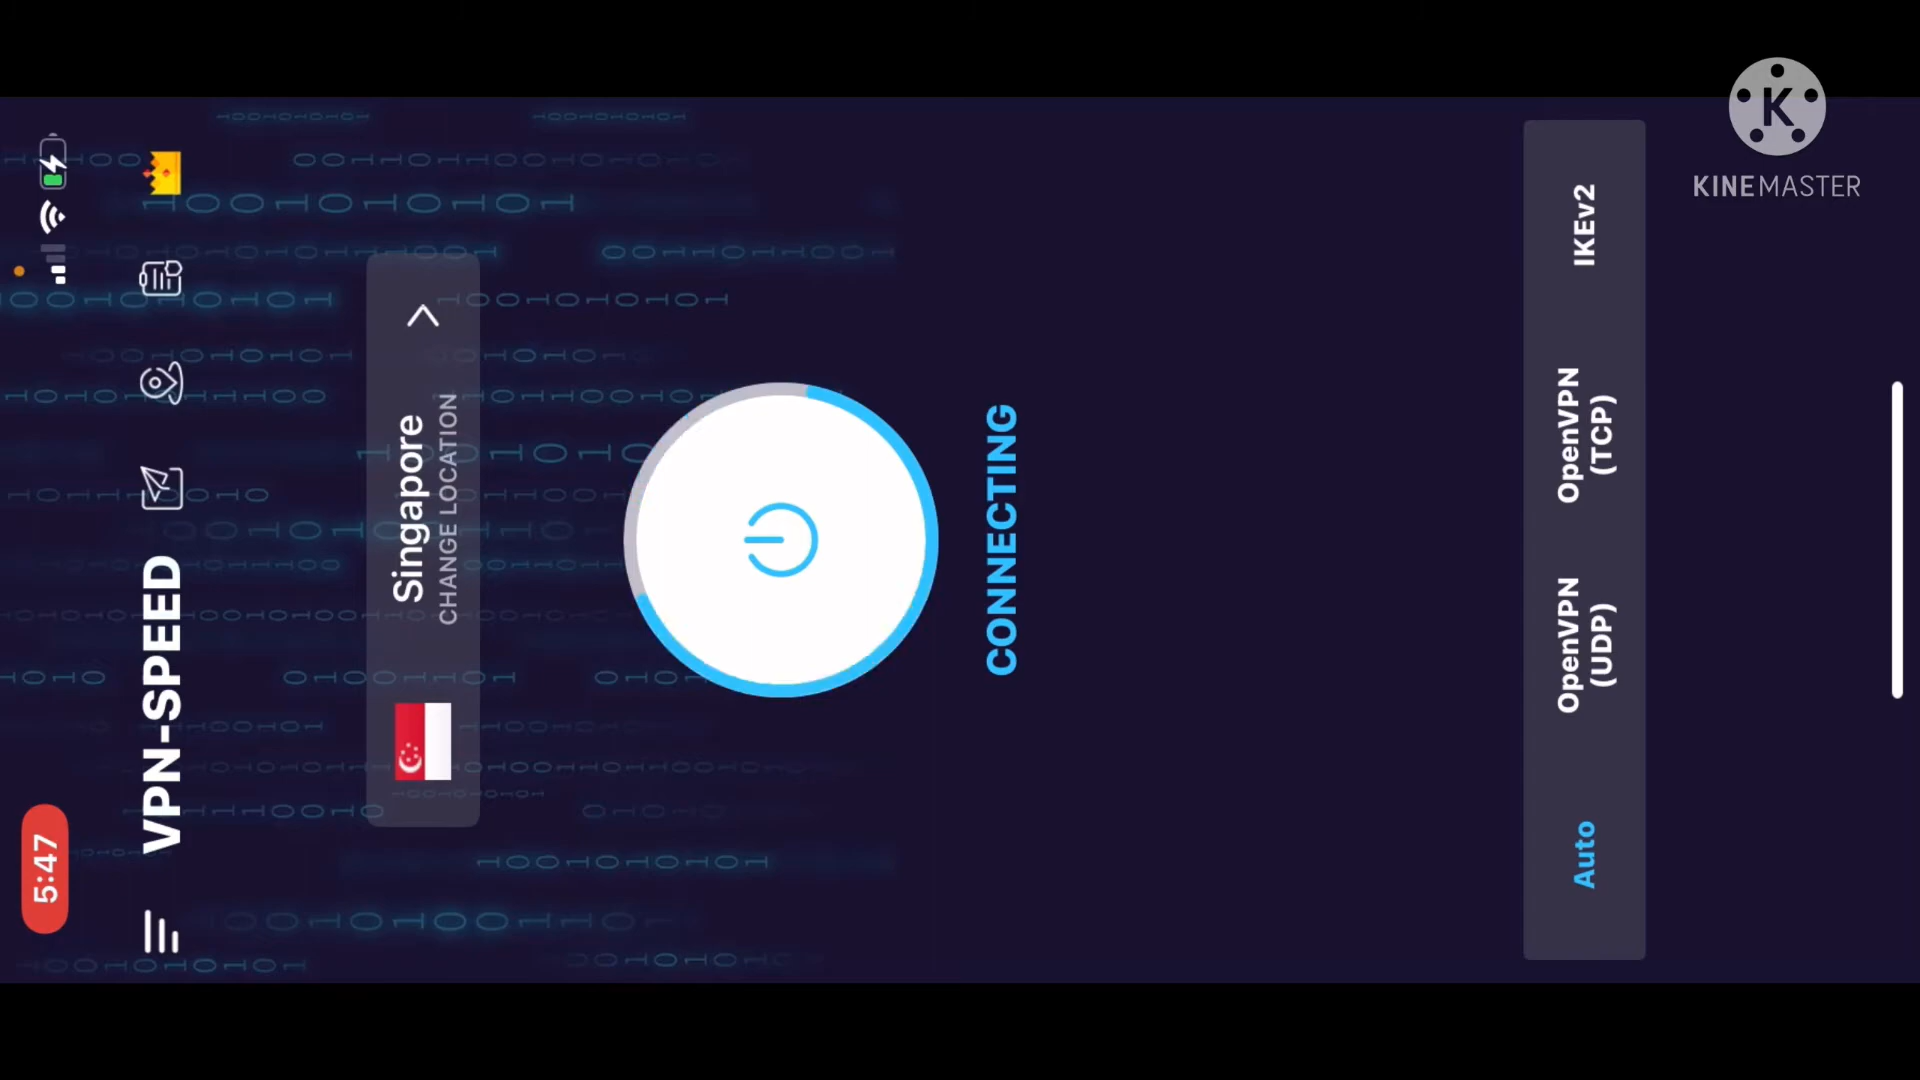 5:47
VPN-SPEED
Singapore
CHANGE LOCATION
CONNECTING
Auto
OpenVPN
(UDP)
OpenVPN
(TCP)
IKEv2
K
KINEMASTER